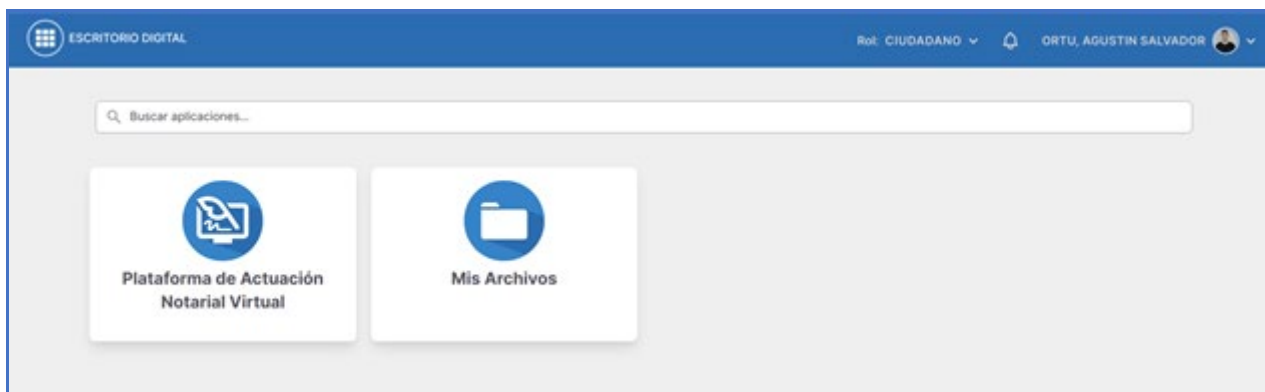 ESCRITORIO DIGITAL
Rol: CIUDADANO
ORTU, AGUSTIN SALVADOR
Buscar aplicaciones...
Plataforma de Actuación
Notarial Virtual
Mis Archivos